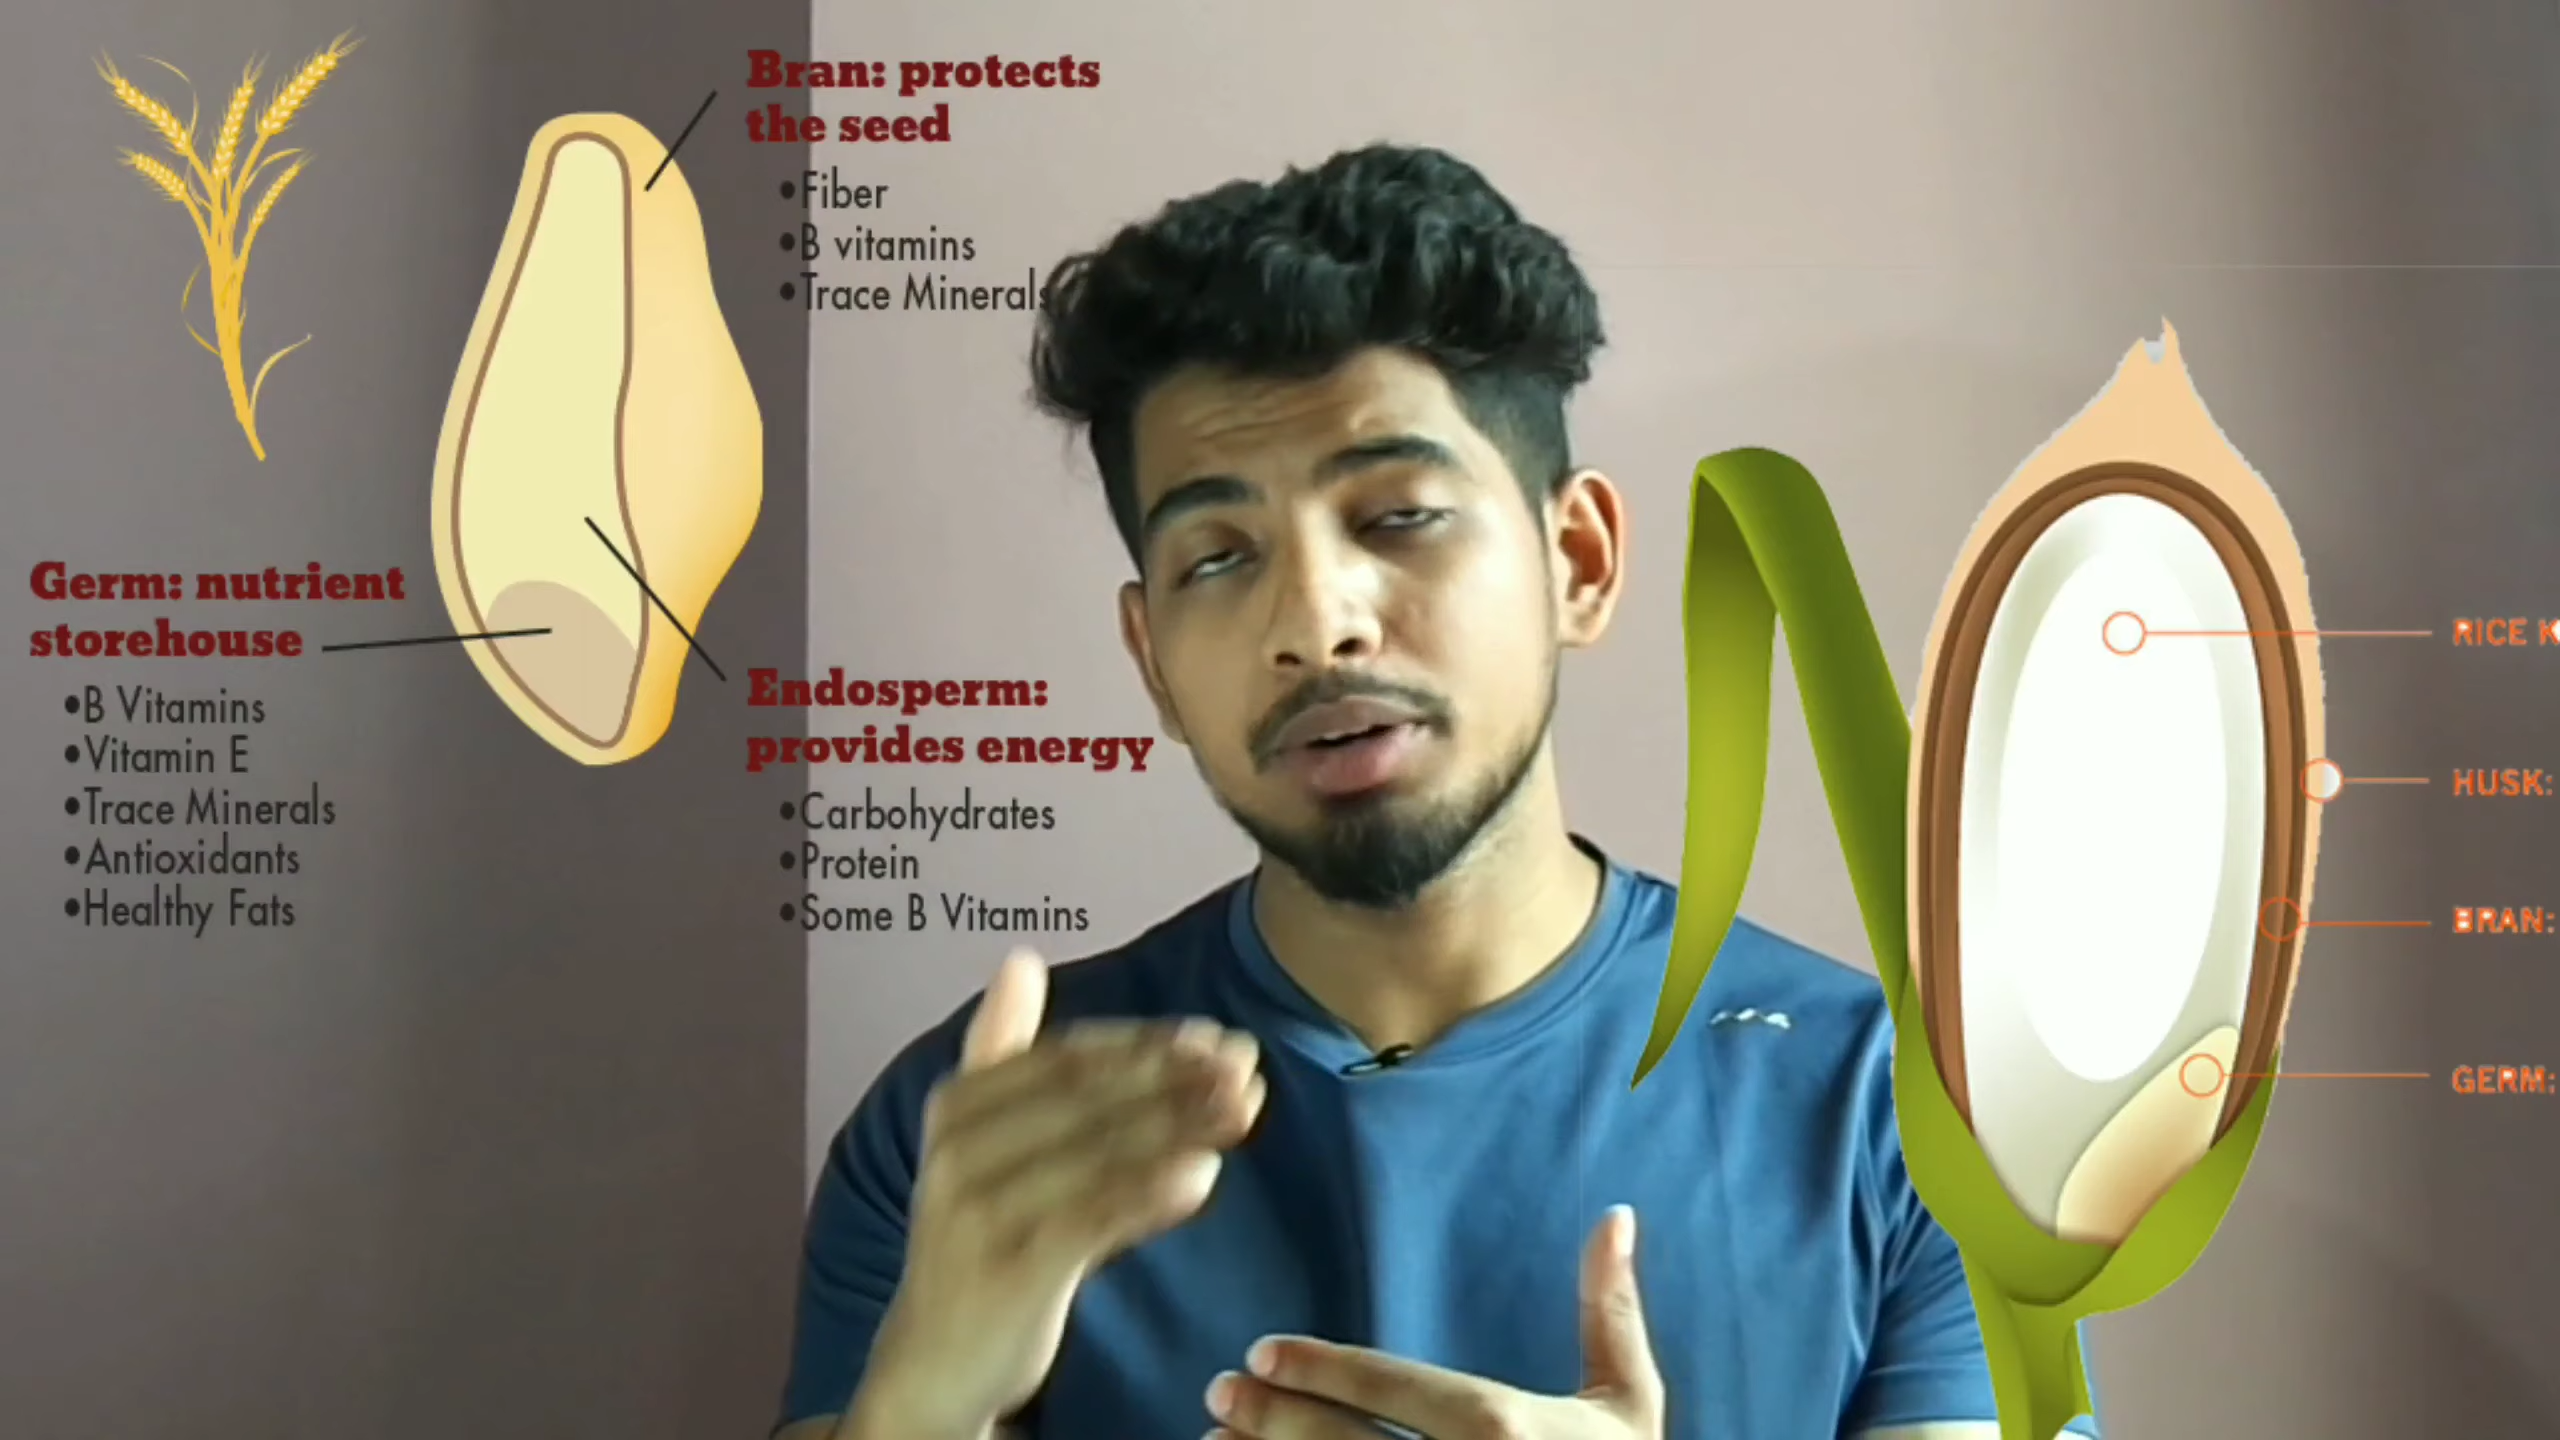 Bran: protects
the seed
•Fiber
•B vitamins
•Trace Minerals
Germ: nutrient
storehouse
•B Vitamins
•Vitamin E
•Trace Minerals
•Antioxidants
•Healthy Fats
Endosperm:
provides energy
•Carbohydrates
•Protein
•Some B Vitamins
RICE K
HUSK:
BRAN:
GERM: